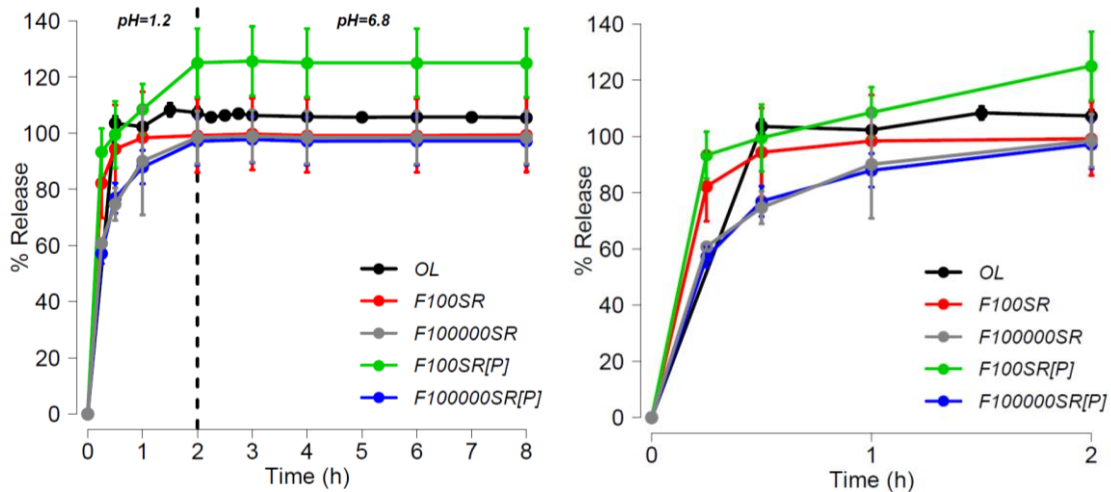 pH=1.2
pH=6.8
% Release
140
120
100
80
60
40
20
0
OL
F100SR
F100000SR
F100SR[P]
F100000SR[P]
0 1 2 3 4 5 6 7 8
Time (h)
% Release
140
120
100
80
60
40
20
0
OL
F100SR
F100000SR
F100SR[P]
F100000SR[P]
0 1 2
Time (h)